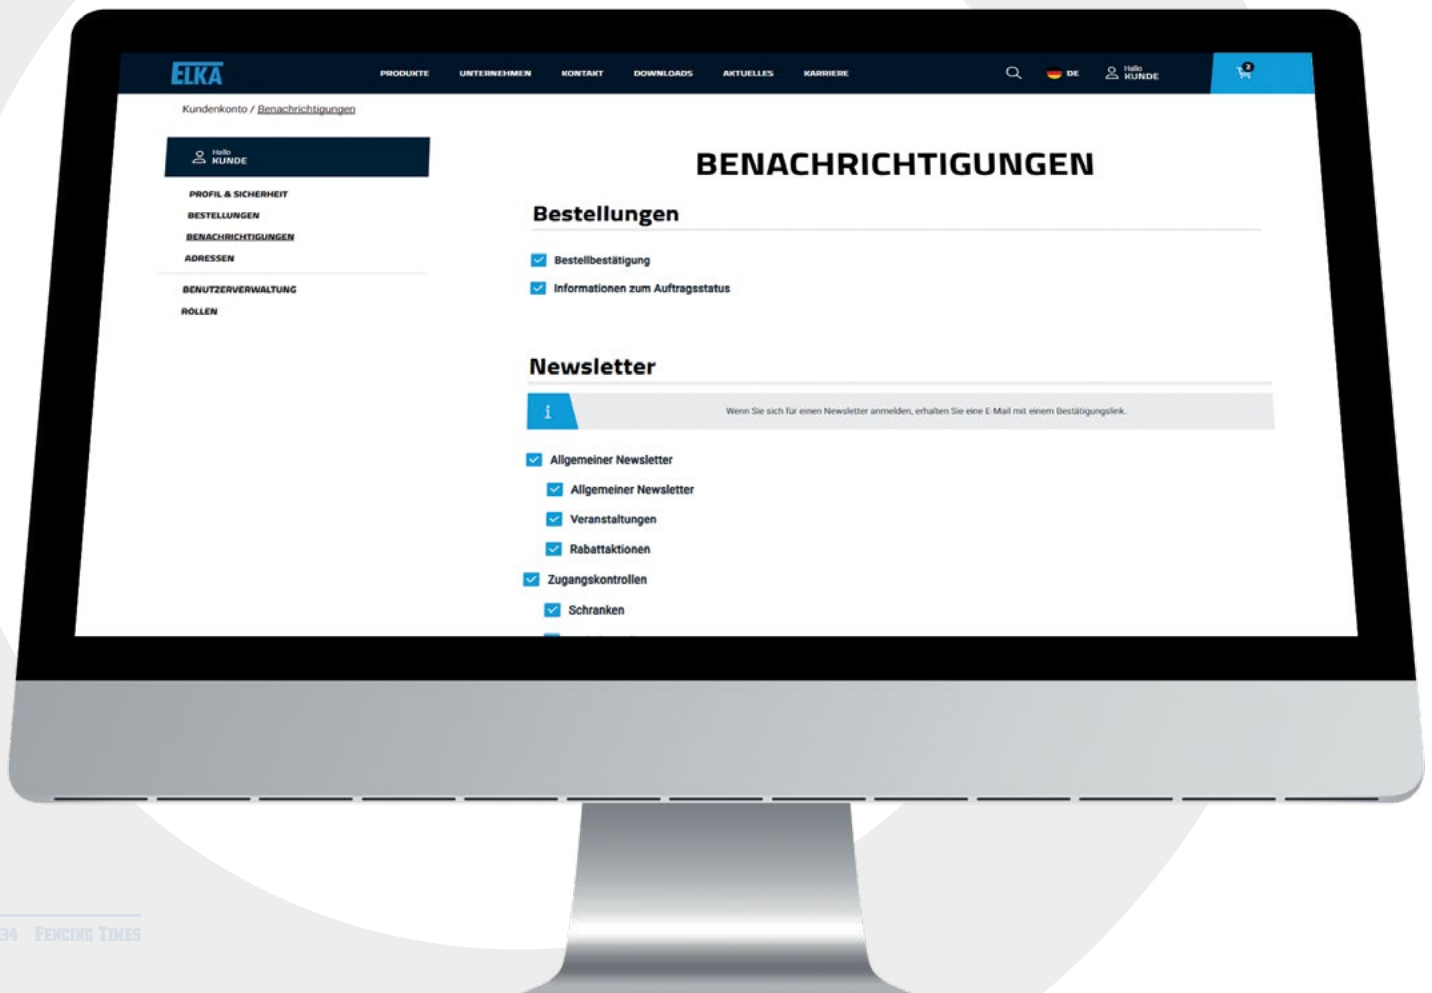 ELKA
PRODUKTE UNTERNEHMEN KONTAKT DOWNLOADS AKTUELLES KARRIERE DE Hallo KUNDE 2
Kundenkonto / Benachrichtigungen
Hallo
KUNDE
PROFIL & SICHERHEIT
BESTELLUNGEN
BENACHRICHTIGUNGEN
ADRESSEN
BENUTZERVERWALTUNG
ROLLEN
BENACHRICHTIGUNGEN
Bestellungen
Bestellbestätigung
Informationen zum Auftragsstatus
Newsletter
i
Wenn Sie sich für einen Newsletter anmelden, erhalten Sie eine E-Mail mit einem Bestätigungslink.
Allgemeiner Newsletter
Allgemeiner Newsletter
Veranstaltungen
Rabattaktionen
Zugangskontrollen
Schranken
34 FENCING TIMES